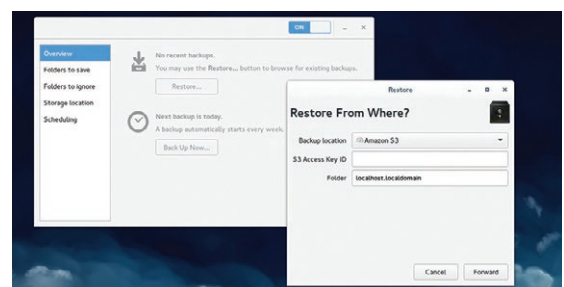 ON
Overview
Folders to save
Folders to ignore
Storage location
Scheduling
No recent backups.
You may use the Restore... button to browse for existing backups.
Restore...
Next backup is today.
A backup automatically starts every week.
Back Up Now...
Restore
Restore From Where?
Backup location
Amazon S3
S3 Access Key ID
Folder
localhost.localdomain
Cancel
Forward